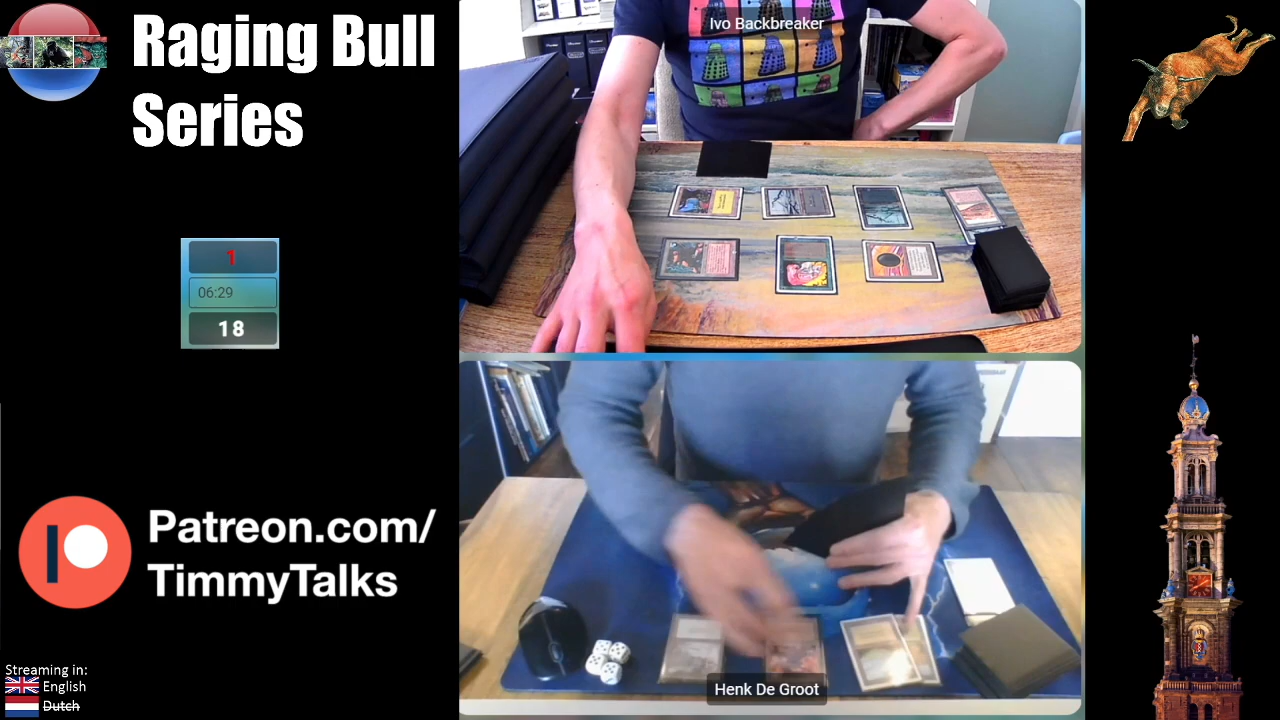 Raging Bull
Series
Ivo Backbreaker
1
06:29
18
Patreon.com/
TimmyTalks
Henk De Groot
Streaming in:
English
Dutch